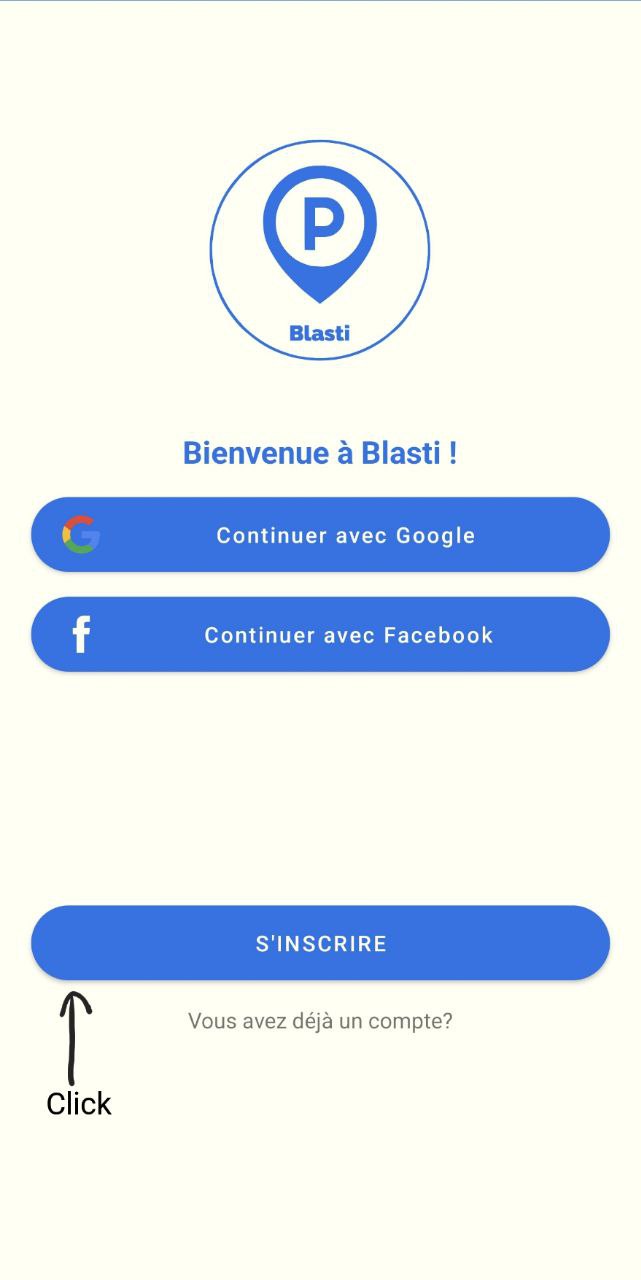 P
Blasti
Bienvenue à Blasti !
Continuer avec Google
Continuer avec Facebook
S'INSCRIRE
Vous avez déjà un compte?
Click